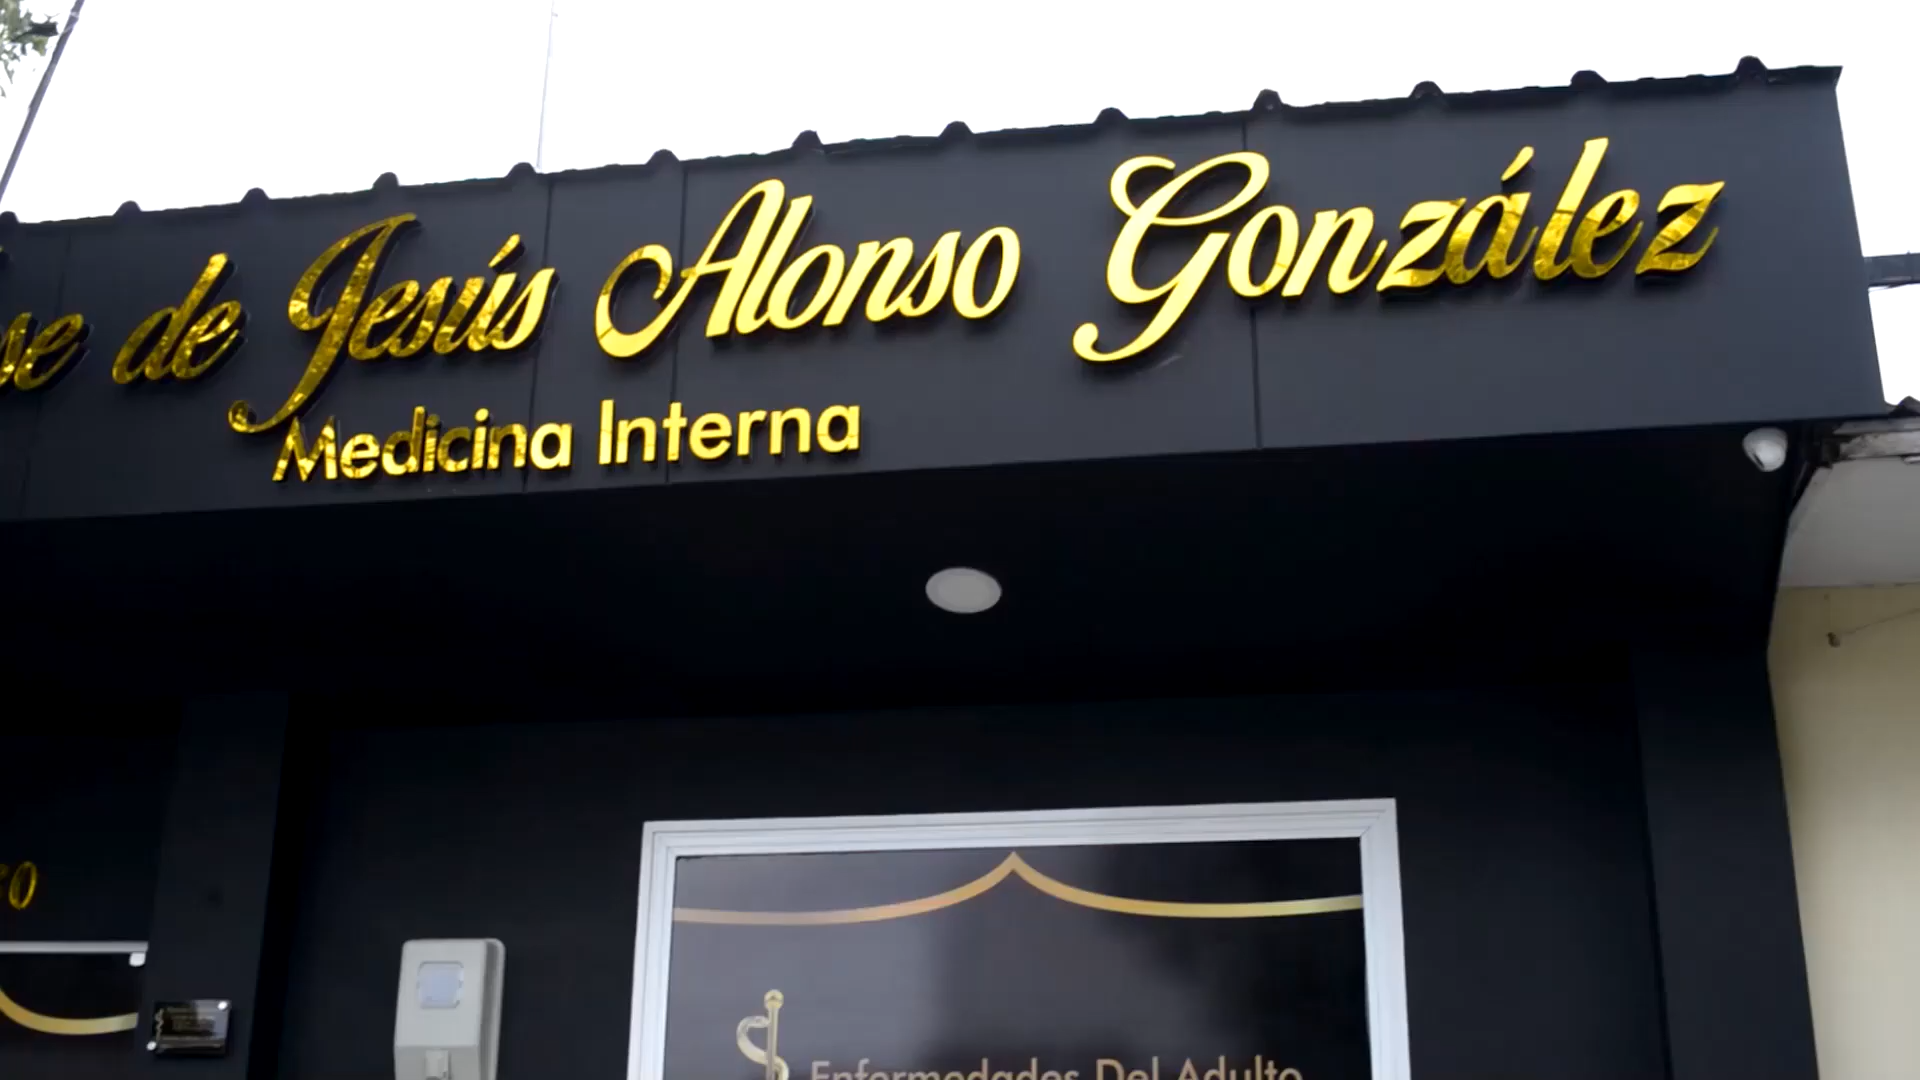 de Jesús Alonso González
Medicina Interna
Enfermedades Del Adulto